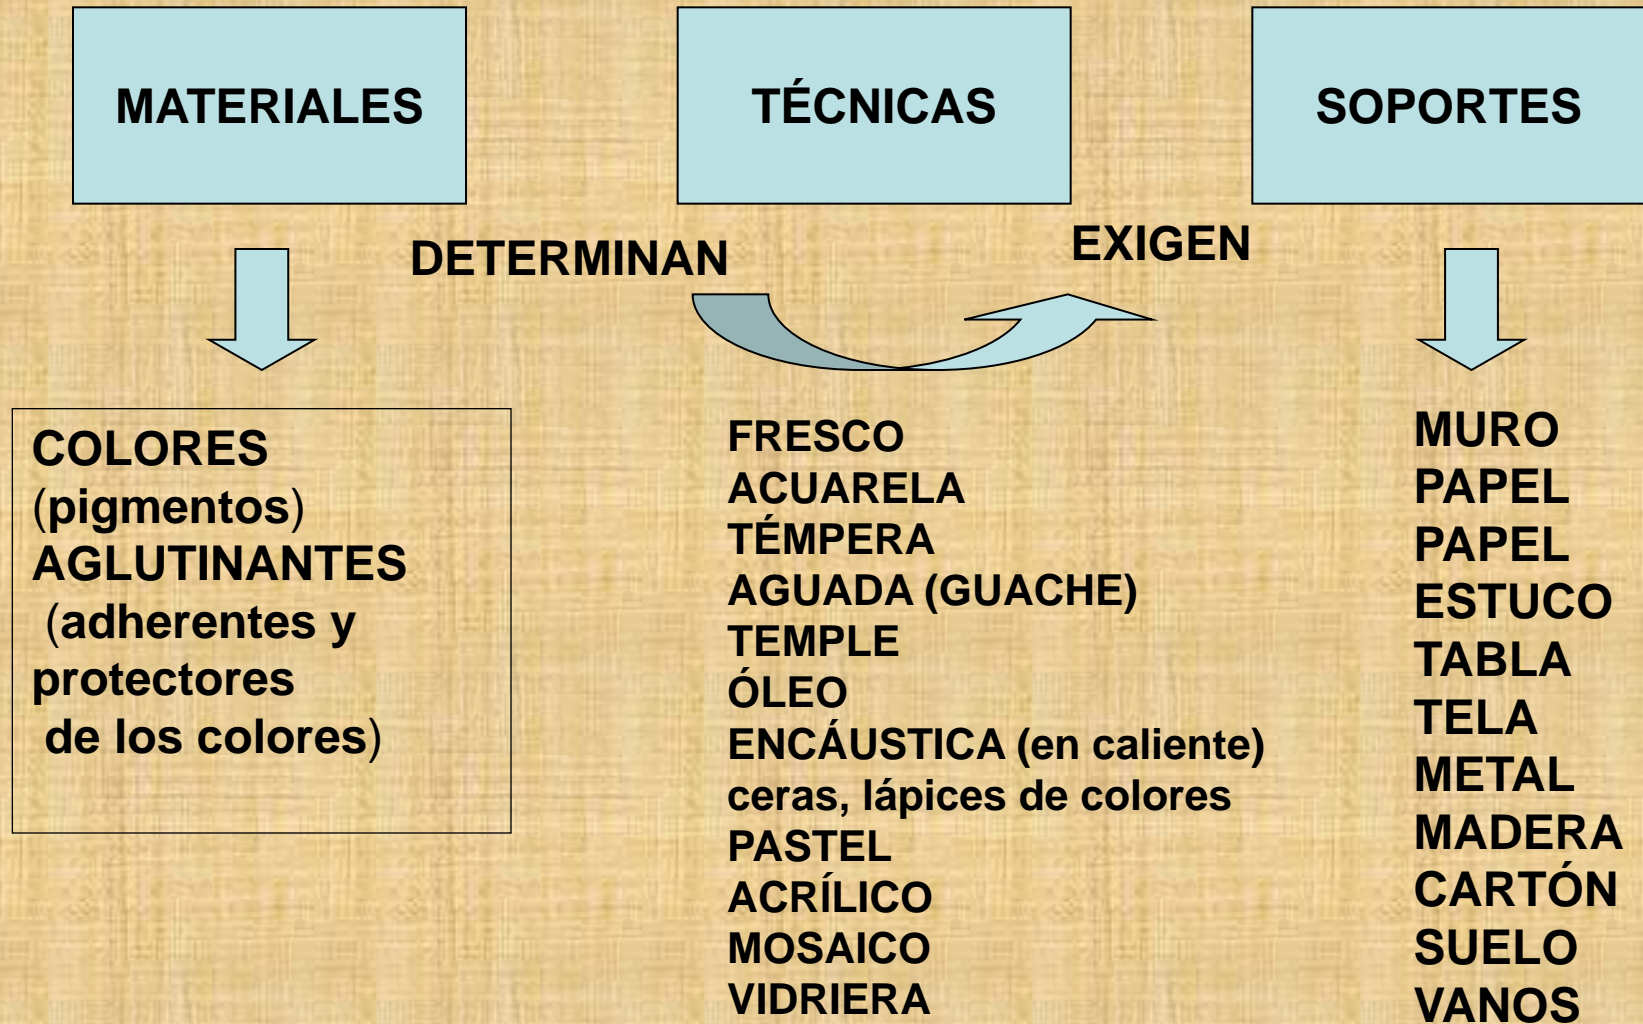 MATERIALES
TÉCNICAS
SOPORTES
DETERMINAN
EXIGEN
COLORES
(pigmentos)
AGLUTINANTES
(adherentes y
protectores
de los colores)
FRESCO
ACUARELA
TÉMPERA
AGUADA (GUACHE)
TEMPLE
ÓLEO
ENCÁUSTICA (en caliente)
ceras, lápices de colores
PASTEL
ACRÍLICO
MOSAICO
VIDRIERA
MURO
PAPEL
PAPEL
ESTUCO
TABLA
TELA
METAL
MADERA
CARTÓN
SUELO
VANOS